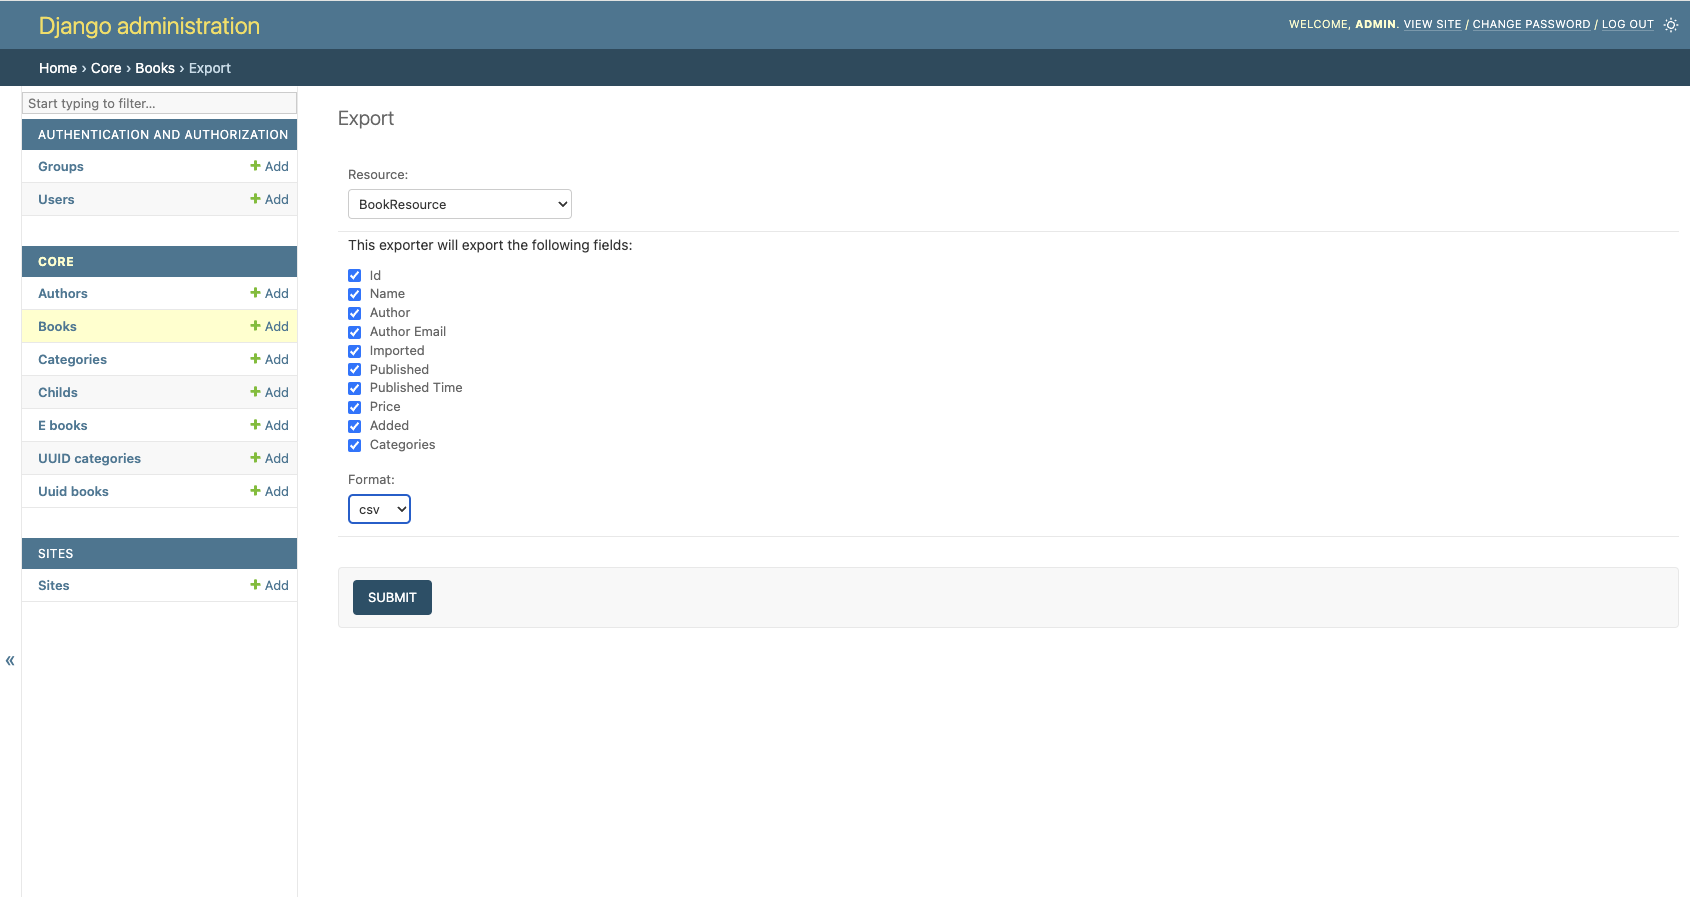 Django administration
WELCOME, ADMIN. VIEW SITE / CHANGE PASSWORD / LOG OUT
Home › Core › Books › Export
Start typing to filter...
AUTHENTICATION AND AUTHORIZATION
Groups + Add
Users + Add
CORE
Authors + Add
Books + Add
Categories + Add
Childs + Add
E books + Add
UUID categories + Add
Uuid books + Add
SITES
Sites + Add
«
Export
Resource:
BookResource
This exporter will export the following fields:
Id
Name
Author
Author Email
Imported
Published
Published Time
Price
Added
Categories
Format:
csv
SUBMIT